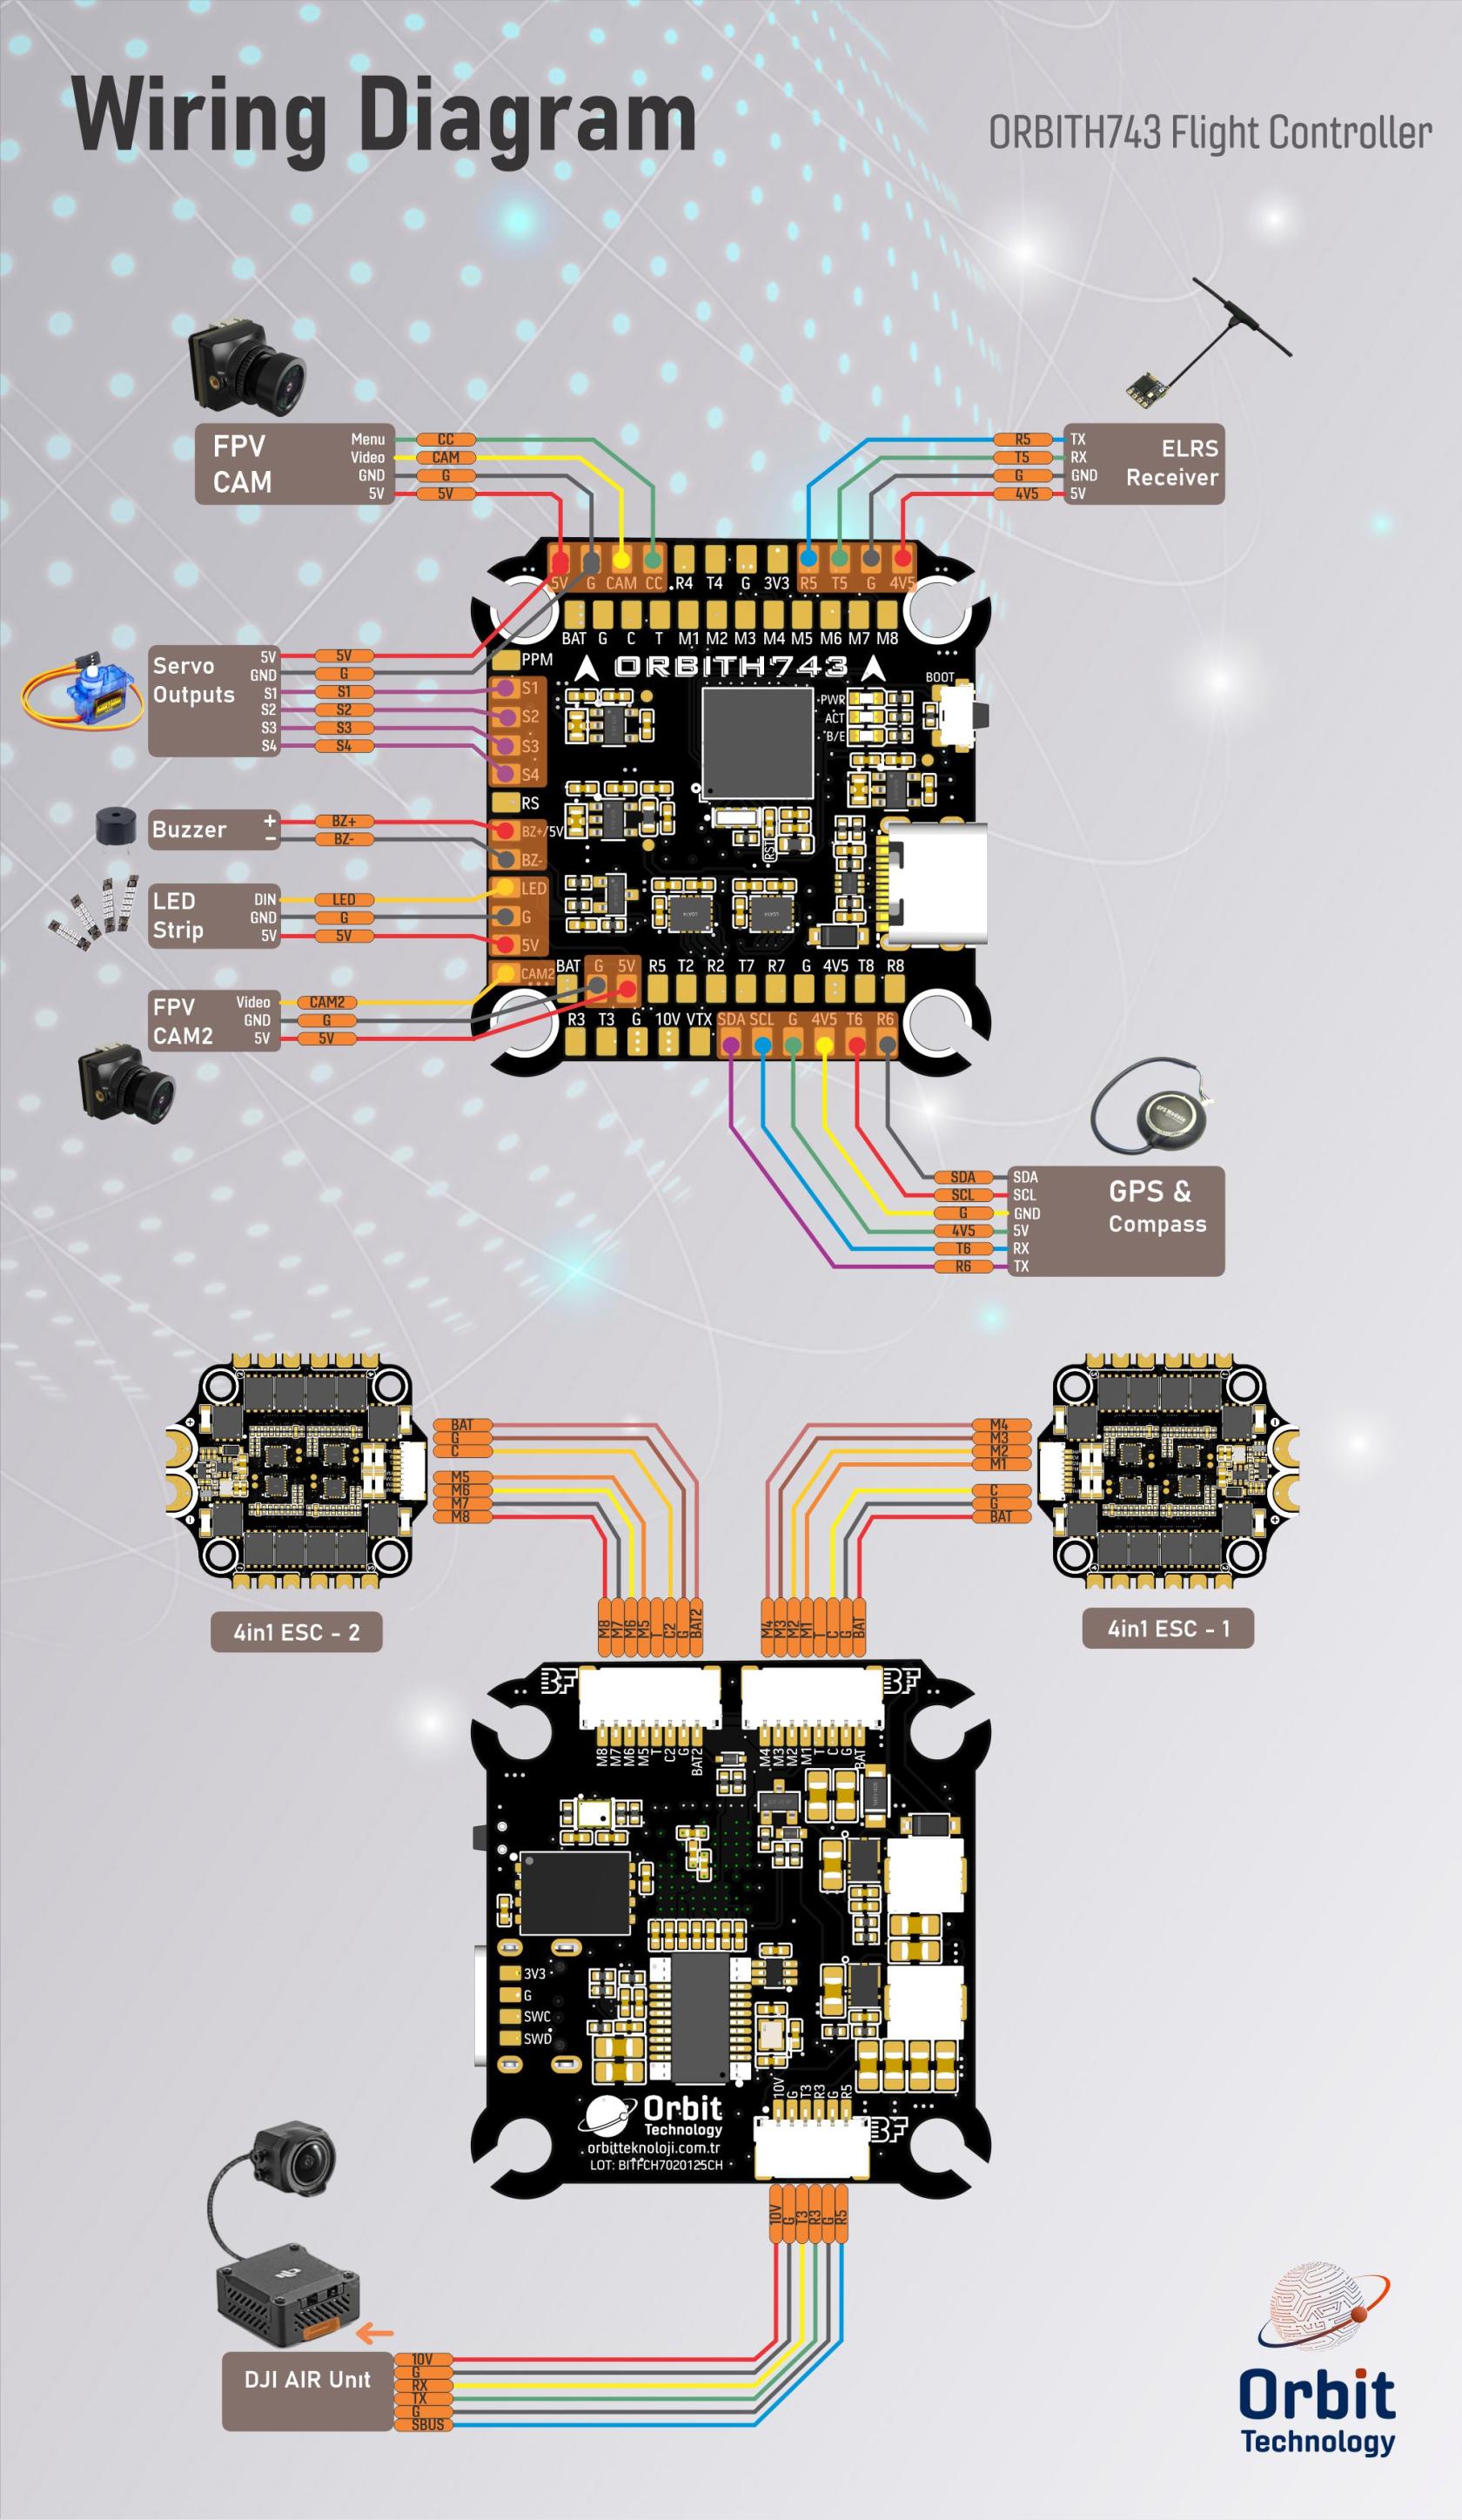 Wiring Diagram
ORBITH743 Flight Controller
FPV
CAM
Menu CC
Video CAM
GND G
5V 5V
R5 TX
T5 RX
G GND
4V5 5V
ELRS
Receiver
5V G CAM CC R4 T4 G 3V3 R5 T5 G 4V5
BAT G C T M1 M2 M3 M4 M5 M6 M7 M8
PPM
ORBITH743
BOOT
Servo
Outputs
5V 5V
GND G
S1 S1
S2 S2
S3 S3
S4 S4
S1
S2
S3
S4
PWR
ACT
B/E
RS
Buzzer
+ BZ+
- BZ-
BZ+/5V
BZ-
RST
LED
Strip
DIN LED
GND G
5V 5V
LED
G
5V
CAM2
LGA14
LGA14
BAT G 5V R5 T2 R2 T7 R7 G 4V5 T8 R8
R3 T3 G 10V VTX SDA SCL G 4V5 T6 R6
FPV
CAM2
Video CAM2
GND G
5V 5V
GPS Module
SDA SDA
SCL SCL
G GND
4V5 5V
T6 RX
R6 TX
GPS &
Compass
BAT
G
C
M5
M6
M7
M8
M4
M3
M2
M1
C
G
BAT
4in1 ESC - 2
4in1 ESC - 1
M8 M7 M6 M5 T C2 G BAT2
M4 M3 M2 M1 T C G BAT
BF
BF
M8 M7 M6 M5 T C2 G BAT2
M4 M3 M2 M1 T C G BAT
3V3
G
SWC
SWD
10V G T3 R3 G R5
Orbit
Technology
orbitteknoloji.com.tr
LOT: BITFCH7020125CH
BF
10V G T3 R3 G R5
DJI AIR Unıt
10V
G
RX
TX
G
SBUS
Orbit
Technology